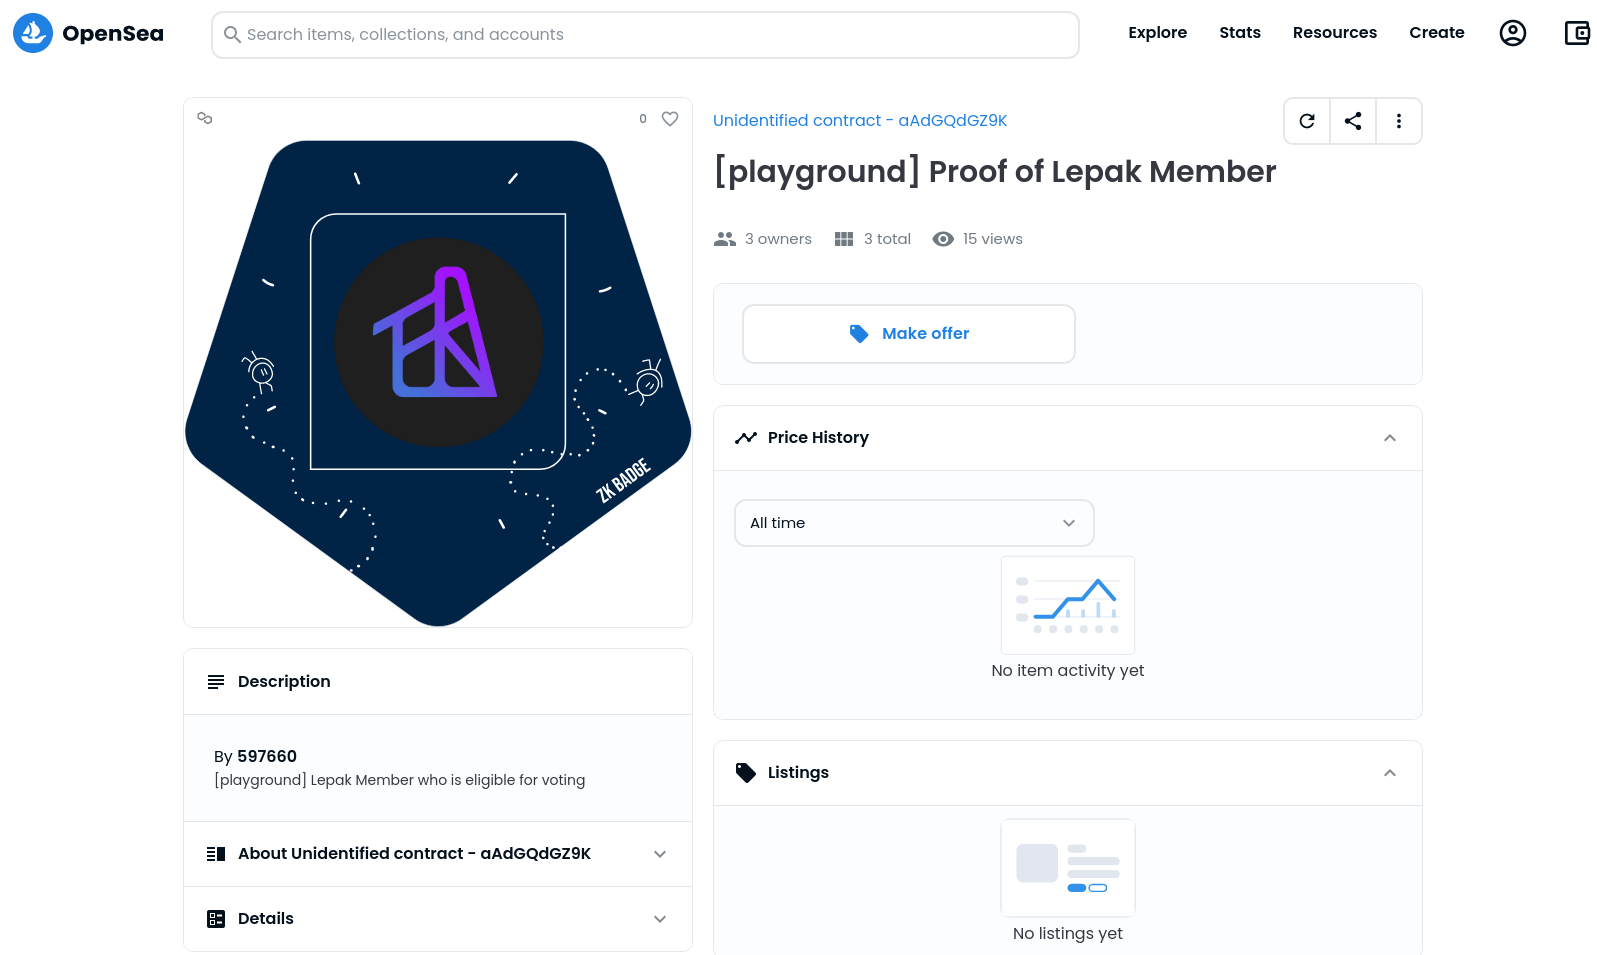 OpenSea
Search items, collections, and accounts
Explore
Stats
Resources
Create
0
ZK BADGE
Unidentified contract - aAdGQdGZ9K
[playground] Proof of Lepak Member
3 owners
3 total
15 views
Make offer
Price History
All time
No item activity yet
Listings
No listings yet
Description
By 597660
[playground] Lepak Member who is eligible for voting
About Unidentified contract - aAdGQdGZ9K
Details